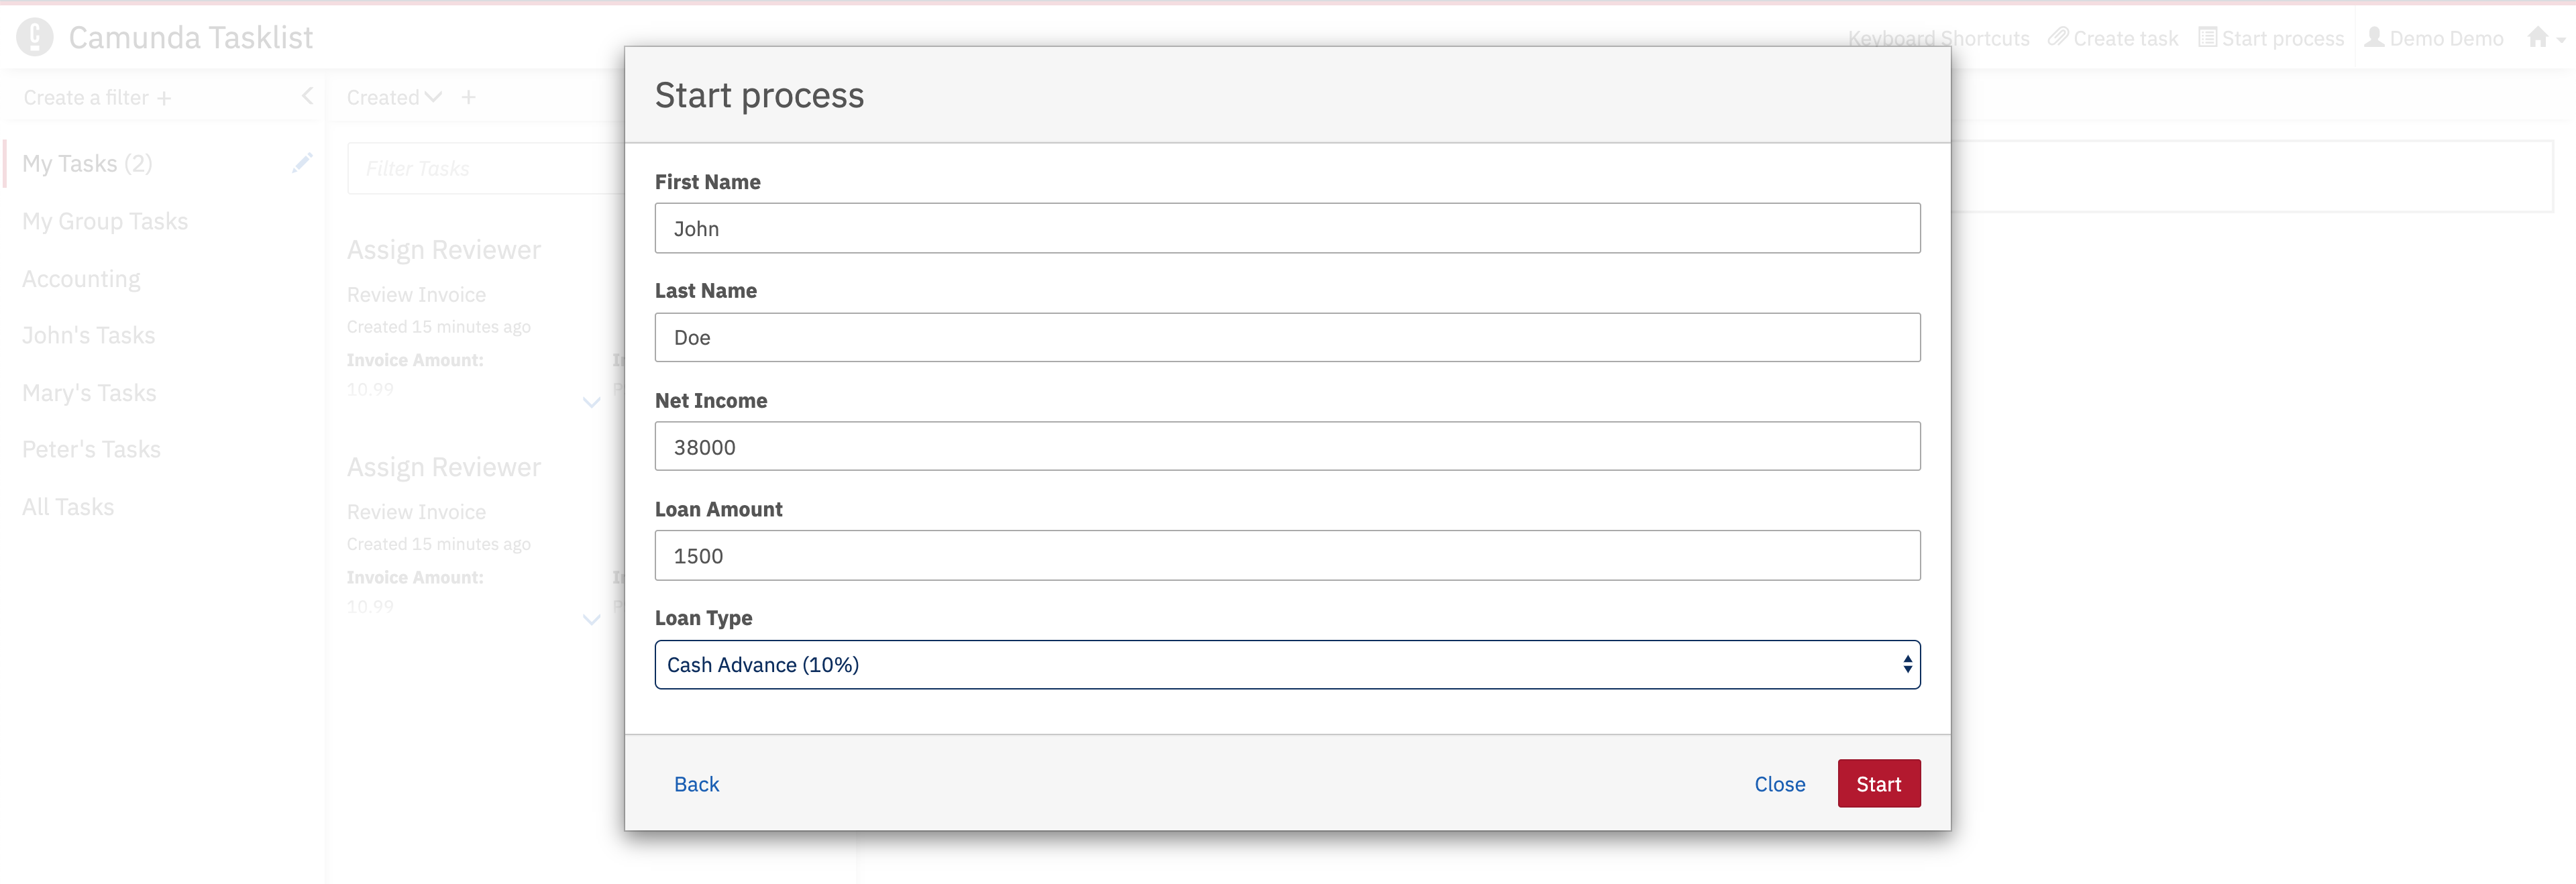 Camunda Tasklist
Keyboard Shortcuts Create task Start process Demo Demo
Create a filter +
My Tasks (2)
My Group Tasks
Accounting
John's Tasks
Mary's Tasks
Peter's Tasks
All Tasks
Created +
Filter Tasks
Assign Reviewer
Review Invoice
Created 15 minutes ago
Invoice Amount:
10.99
Assign Reviewer
Review Invoice
Created 15 minutes ago
Invoice Amount:
10.99
Start process
First Name
John
Last Name
Doe
Net Income
38000
Loan Amount
1500
Loan Type
Cash Advance (10%)
Back
Close
Start